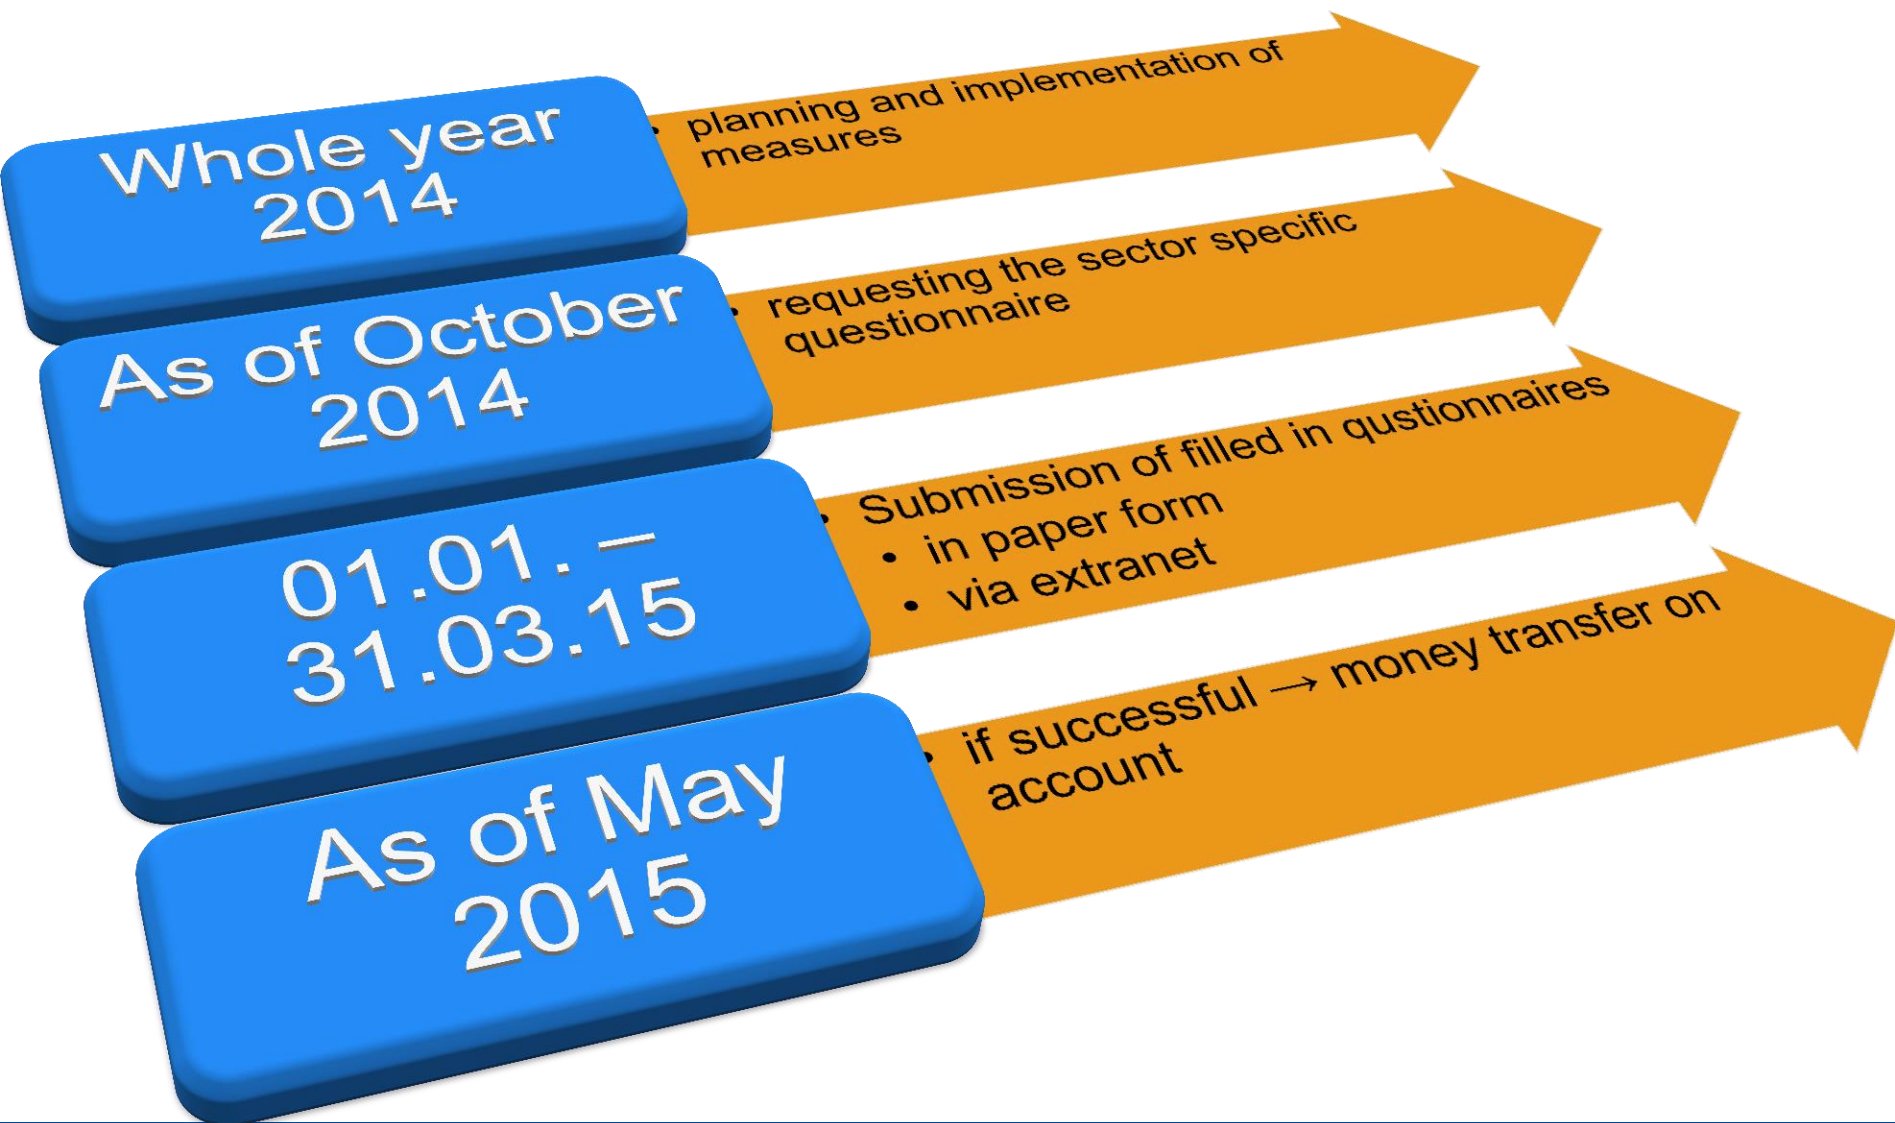 Whole year
2014
• planning and implementation of
measures
As of October
2014
• requesting the sector specific
questionnaire
01.01. –
31.03.15
• Submission of filled in qustionnaires
• in paper form
• via extranet
As of May
2015
• if successful → money transfer on
account